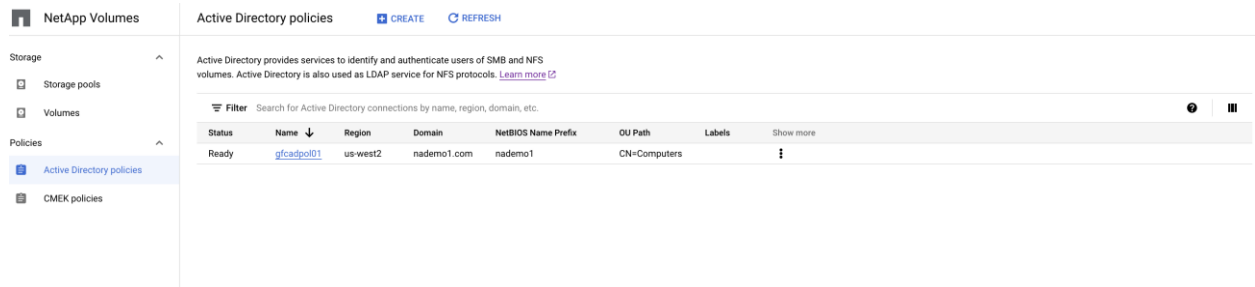 NetApp Volumes
Active Directory policies
CREATE
REFRESH
Storage
Storage pools
Volumes
Policies
Active Directory policies
CMEK policies
Active Directory provides services to identify and authenticate users of SMB and NFS
volumes. Active Directory is also used as LDAP service for NFS protocols. Learn more
Filter Search for Active Directory connections by name, region, domain, etc.
Status Name Region Domain NetBIOS Name Prefix OU Path Labels Show more
Ready gfcadpol01 us-west2 nademo1.com nademo1 CN=Computers